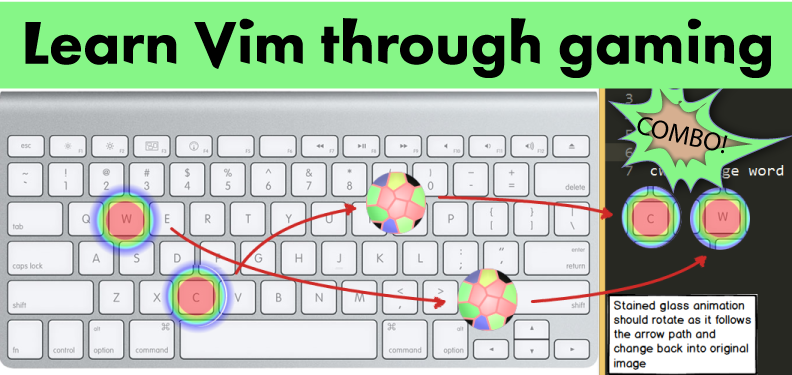 Learn Vim through gaming
esc F1 F2 F3 F4 F5 F6 F7 F8 F9 F10 F11 F12
~ ! @ # $ % ^ & * ) +
1 2 3 4 5 6 7 8 0 - = delete
tab Q W E R T Y U P { } |
[ ] \
caps lock A S D F G H J K L : " enter
; ' return
shift Z X C V B N M < > shift
alt ⌘ ⌘ alt
fn control option command command option
3
COMBO!
6
7 ge word
C W
Stained glass animation
should rotate as it follows
the arrow path and
change back into original
image